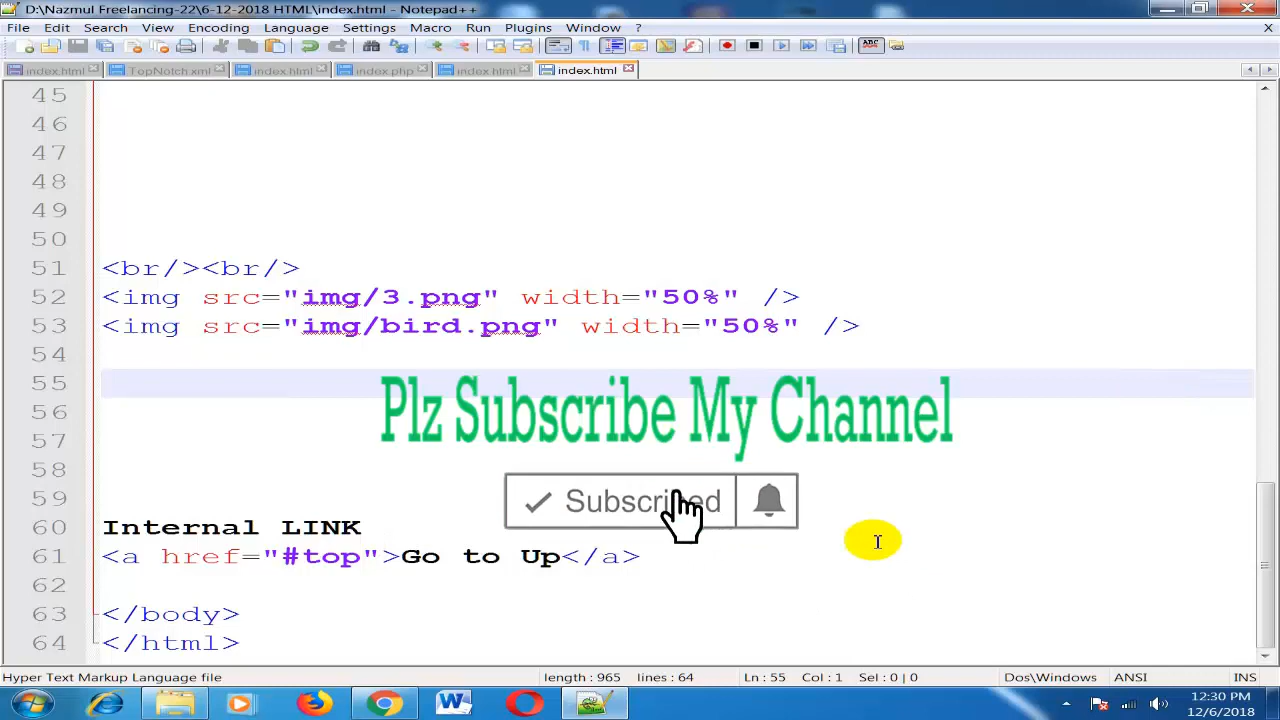 D:\Nazmul Freelancing-22\6-12-2018 HTML\index.html - Notepad++
File Edit Search View Encoding Language Settings Macro Run Plugins Window ? X
index.html TopNotch.xml index.html index.php index.html index.html
45
46
47
48
49
50
51 <br/><br/>
52 <img src="img/3.png" width="50%" />
53 <img src="img/bird.png" width="50%" />
54
55
Plz Subscribe My Channel
56
57
58
Subscribed
59
60 Internal LINK
61 <a href="#top">Go to Up</a>
62
63 </body>
64 </html>
Hyper Text Markup Language file length : 965 lines : 64 Ln : 55 Col : 1 Sel : 0 | 0 Dos\Windows ANSI INS
12:30 PM
12/6/2018